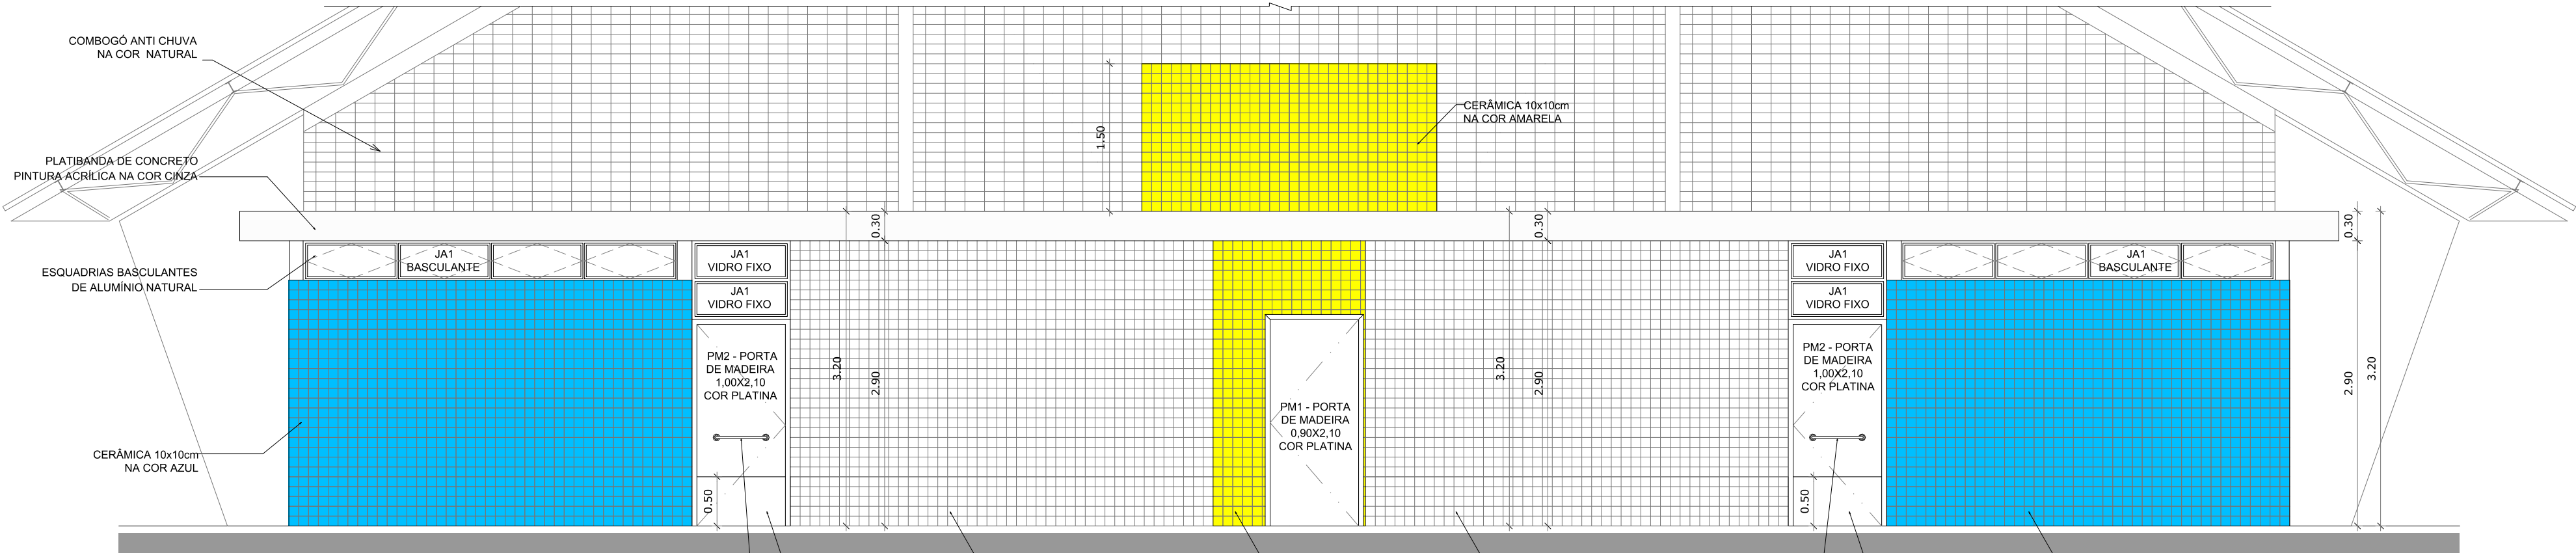 COMBOGÓ ANTI CHUVA
NA COR NATURAL
CERÂMICA 10x10cm
NA COR AMARELA
1.50
PLATIBANDA DE CONCRETO
PINTURA ACRÍLICA NA COR CINZA
0.30
0.30
0.30
ESQUADRIAS BASCULANTES
DE ALUMÍNIO NATURAL
JA1
BASCULANTE
JA1
VIDRO FIXO
JA1
VIDRO FIXO
JA1
VIDRO FIXO
JA1
VIDRO FIXO
JA1
BASCULANTE
PM2 - PORTA
DE MADEIRA
1,00X2,10
COR PLATINA
3.20
2.90
PM1 - PORTA
DE MADEIRA
0,90X2,10
COR PLATINA
3.20
2.90
PM2 - PORTA
DE MADEIRA
1,00X2,10
COR PLATINA
2.90
3.20
CERÂMICA 10x10cm
NA COR AZUL
0.50
0.50